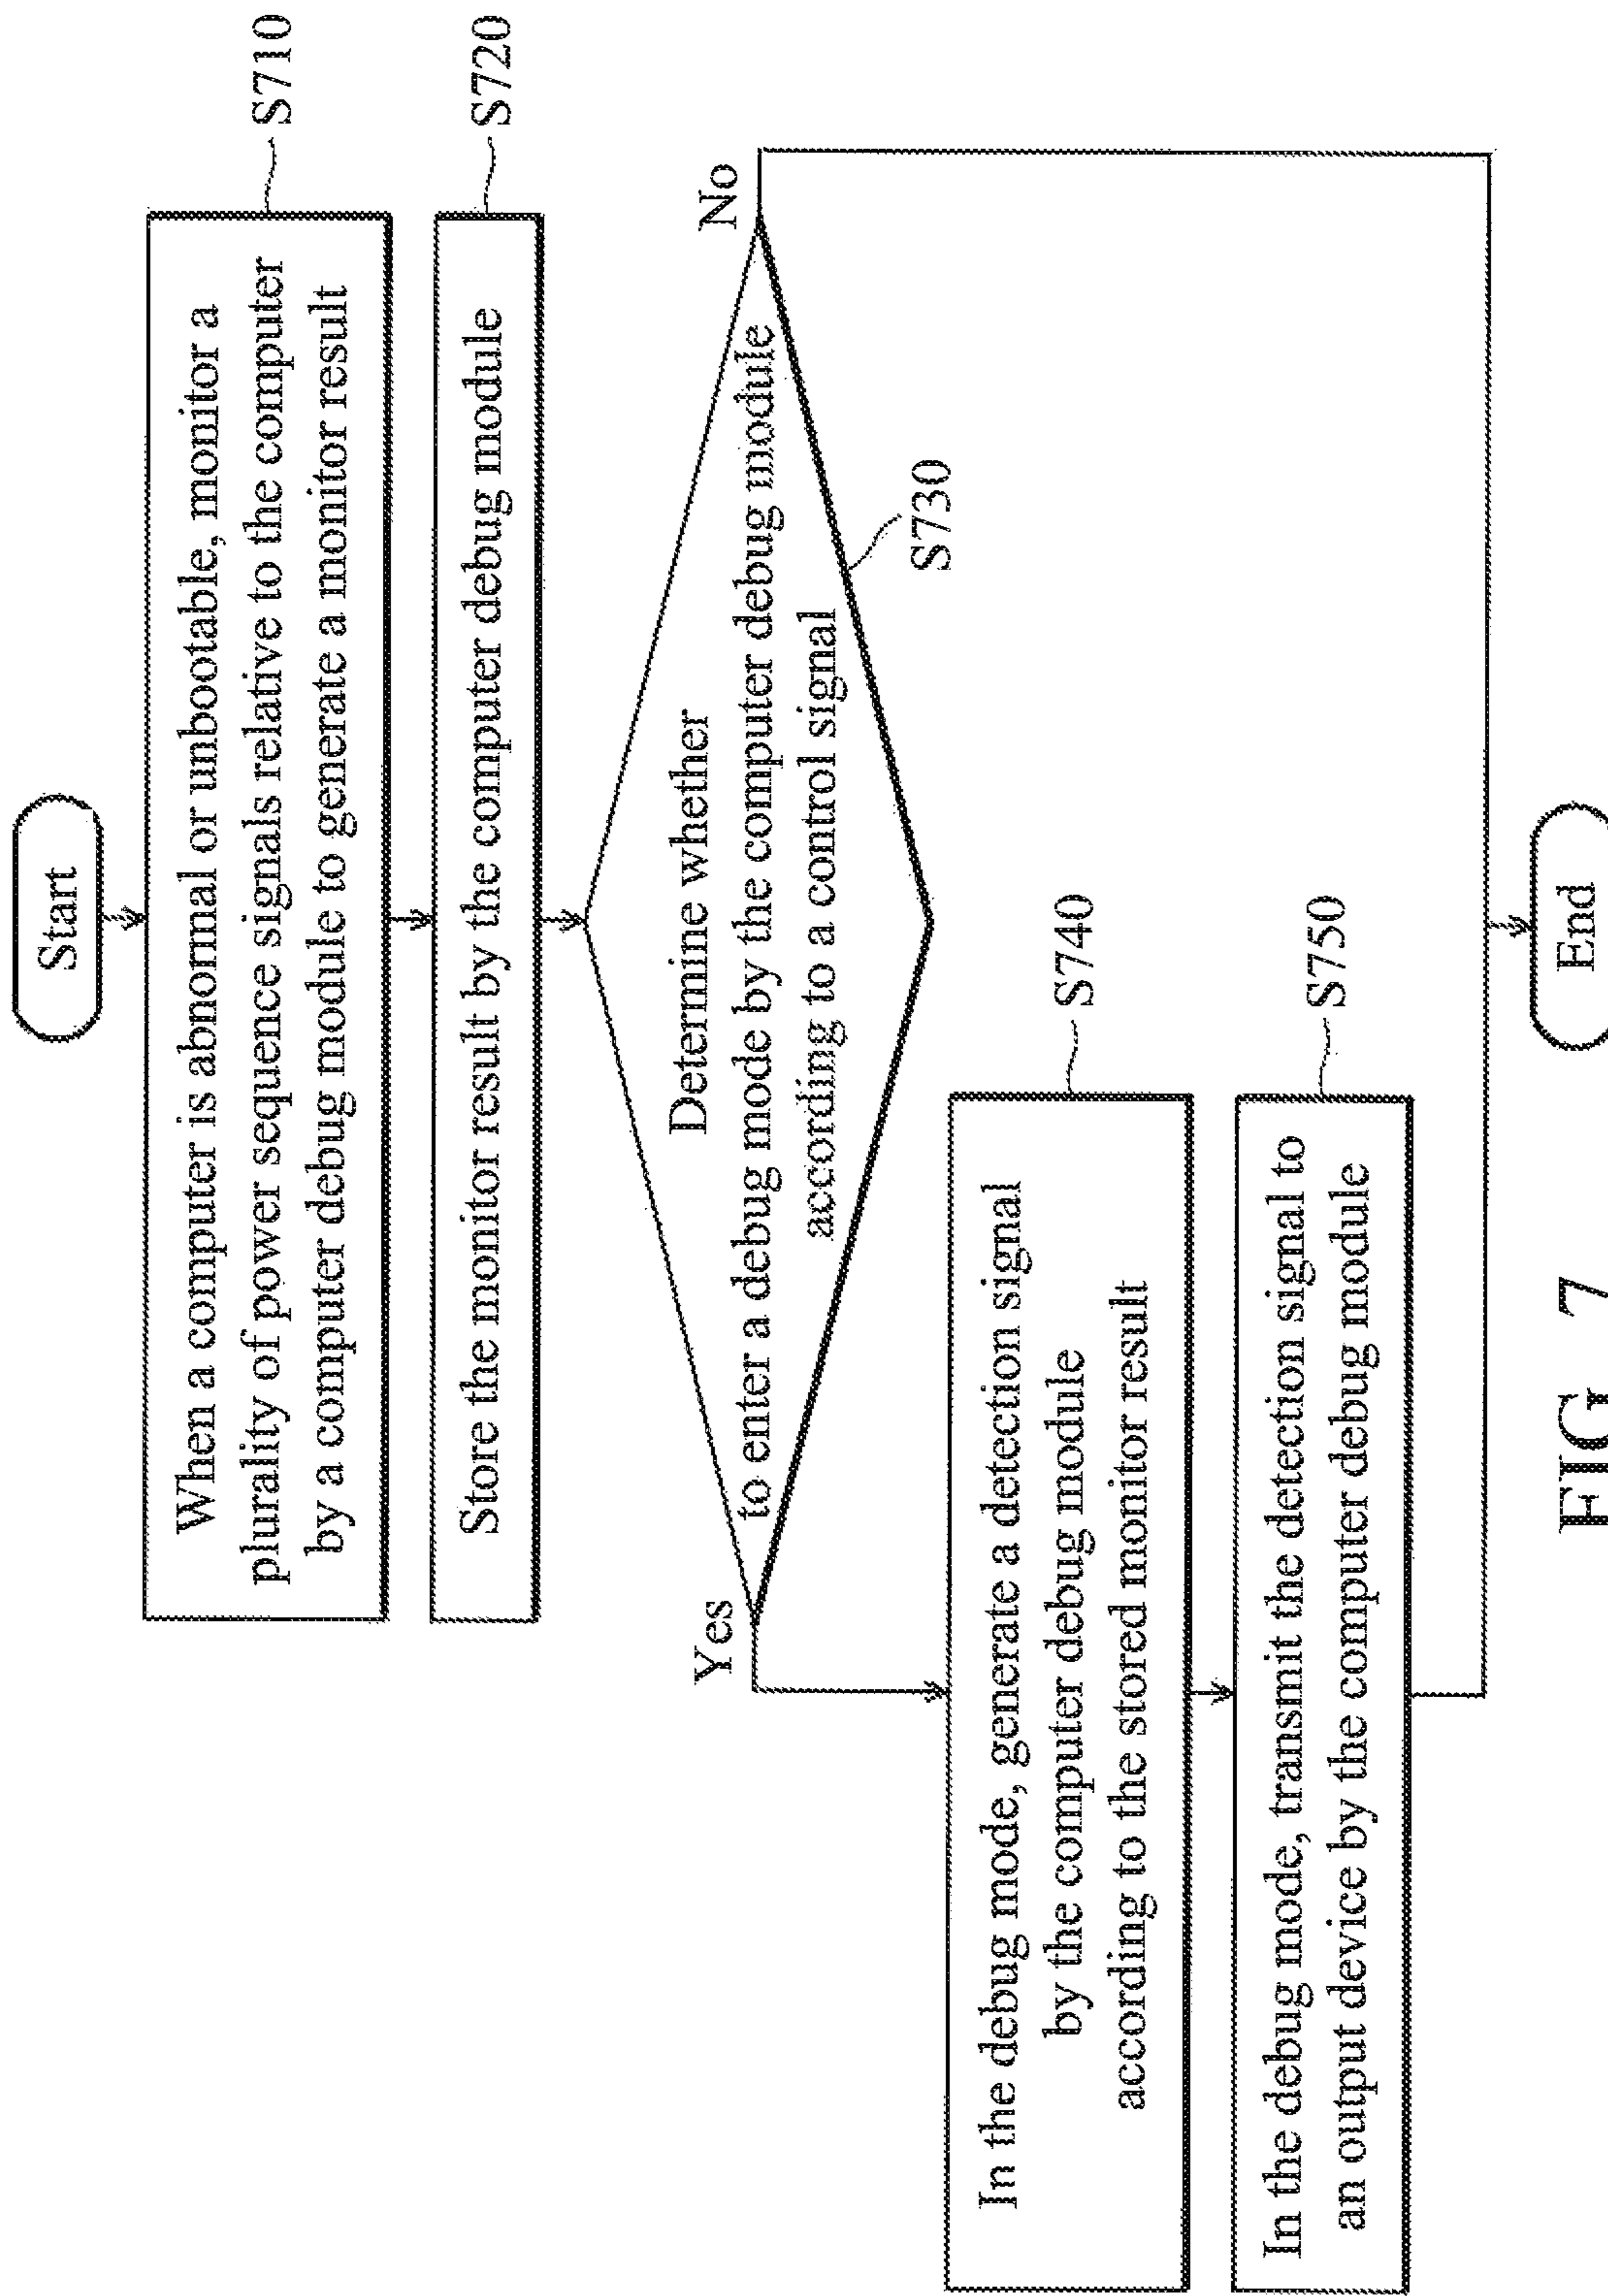 Start
When a computer is abnormal or unbootable, monitor a
plurality of power sequence signals relative to the computer
by a computer debug module to generate a monitor result
S710
Store the monitor result by the computer debug module
S720
Determine whether
to enter a debug mode by the computer debug module
according to a control signal
S730
Yes
No
In the debug mode, generate a detection signal
by the computer debug module
according to the stored monitor result
S740
In the debug mode, transmit the detection signal to
an output device by the computer debug module
S750
End
FIG. 7